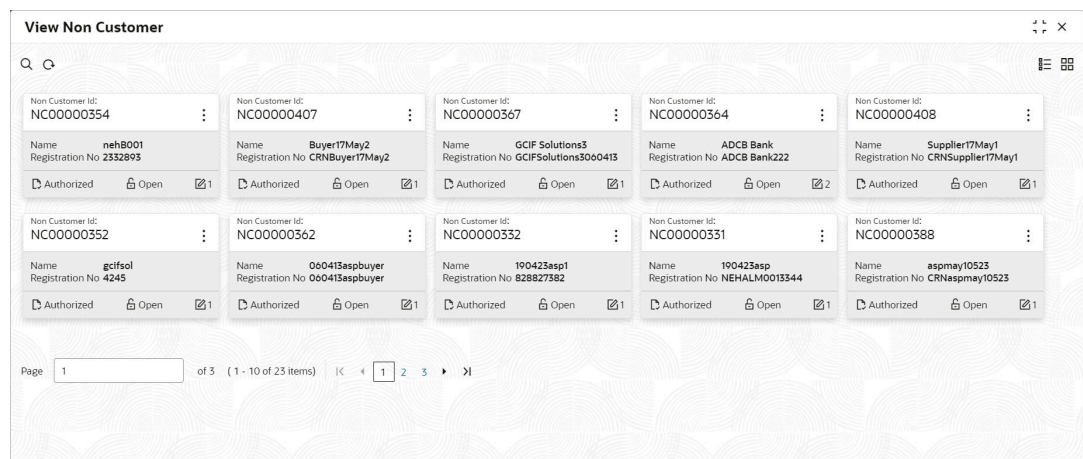 View Non Customer
Non Customer Id:
NC00000354
Name nehB001
Registration No 2332893
Authorized Open 1
Non Customer Id:
NC00000407
Name Buyer17May2
Registration No CRNBuyer17May2
Authorized Open 1
Non Customer Id:
NC00000367
Name GCIF Solutions3
Registration No GCIFSolutions3060413
Authorized Open 1
Non Customer Id:
NC00000364
Name ADCB Bank
Registration No ADCB Bank222
Authorized Open 2
Non Customer Id:
NC00000408
Name Supplier17May1
Registration No CRNSupplier17May1
Authorized Open 1
Non Customer Id:
NC00000352
Name gcifsol
Registration No 4245
Authorized Open 1
Non Customer Id:
NC00000362
Name 060413aspbuyer
Registration No 060413aspbuyer
Authorized Open 1
Non Customer Id:
NC00000332
Name 190423asp1
Registration No 828827382
Authorized Open 1
Non Customer Id:
NC00000331
Name 190423asp
Registration No NEHALM0013344
Authorized Open 1
Non Customer Id:
NC00000388
Name aspmay10523
Registration No CRNaspmay10523
Authorized Open 1
Page 1 of 3 (1 - 10 of 23 items) 1 2 3